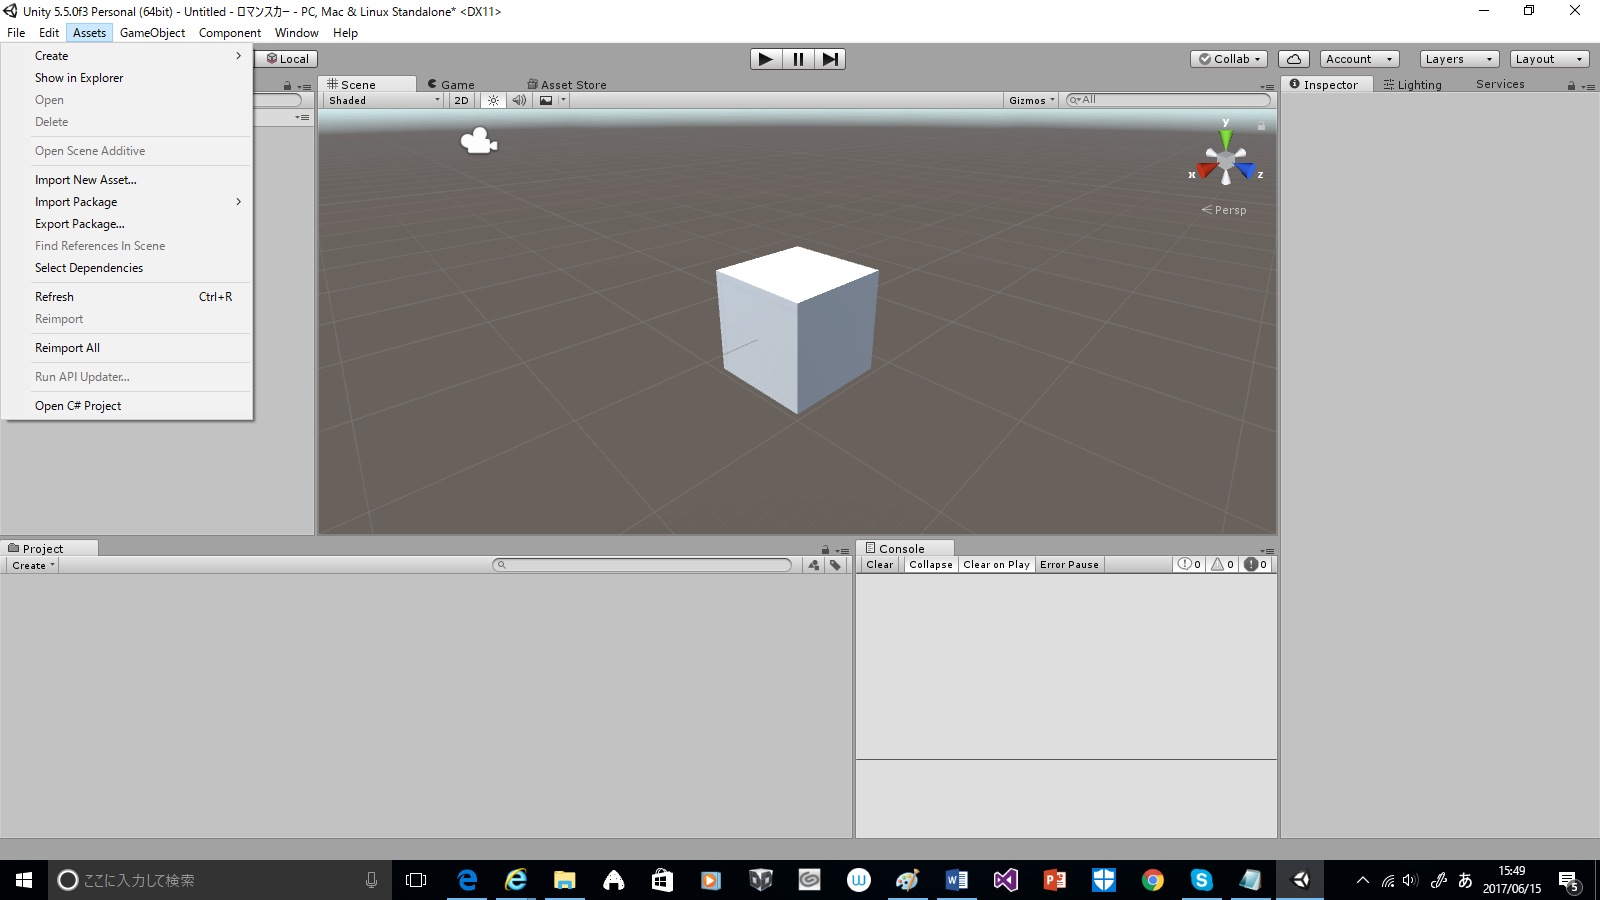 Unity 5.5.0f3 Personal (64bit) - Untitled - ロマンスカー - PC, Mac & Linux Standalone* <DX11>
File Edit Assets GameObject Component Window Help
Create
Show in Explorer
Open
Delete
Open Scene Additive
Import New Asset...
Import Package
Export Package...
Find References In Scene
Select Dependencies
Refresh Ctrl+R
Reimport
Reimport All
Run API Updater...
Open C# Project
Local
Collab
Account
Layers
Layout
Scene Game Asset Store
Shaded 2D Gizmos All
y
x z
Persp
Inspector Lighting Services
Project
Create
Console
Clear Collapse Clear on Play Error Pause 0 0 0
ここに入力して検索
あ
15:49
2017/06/15
5